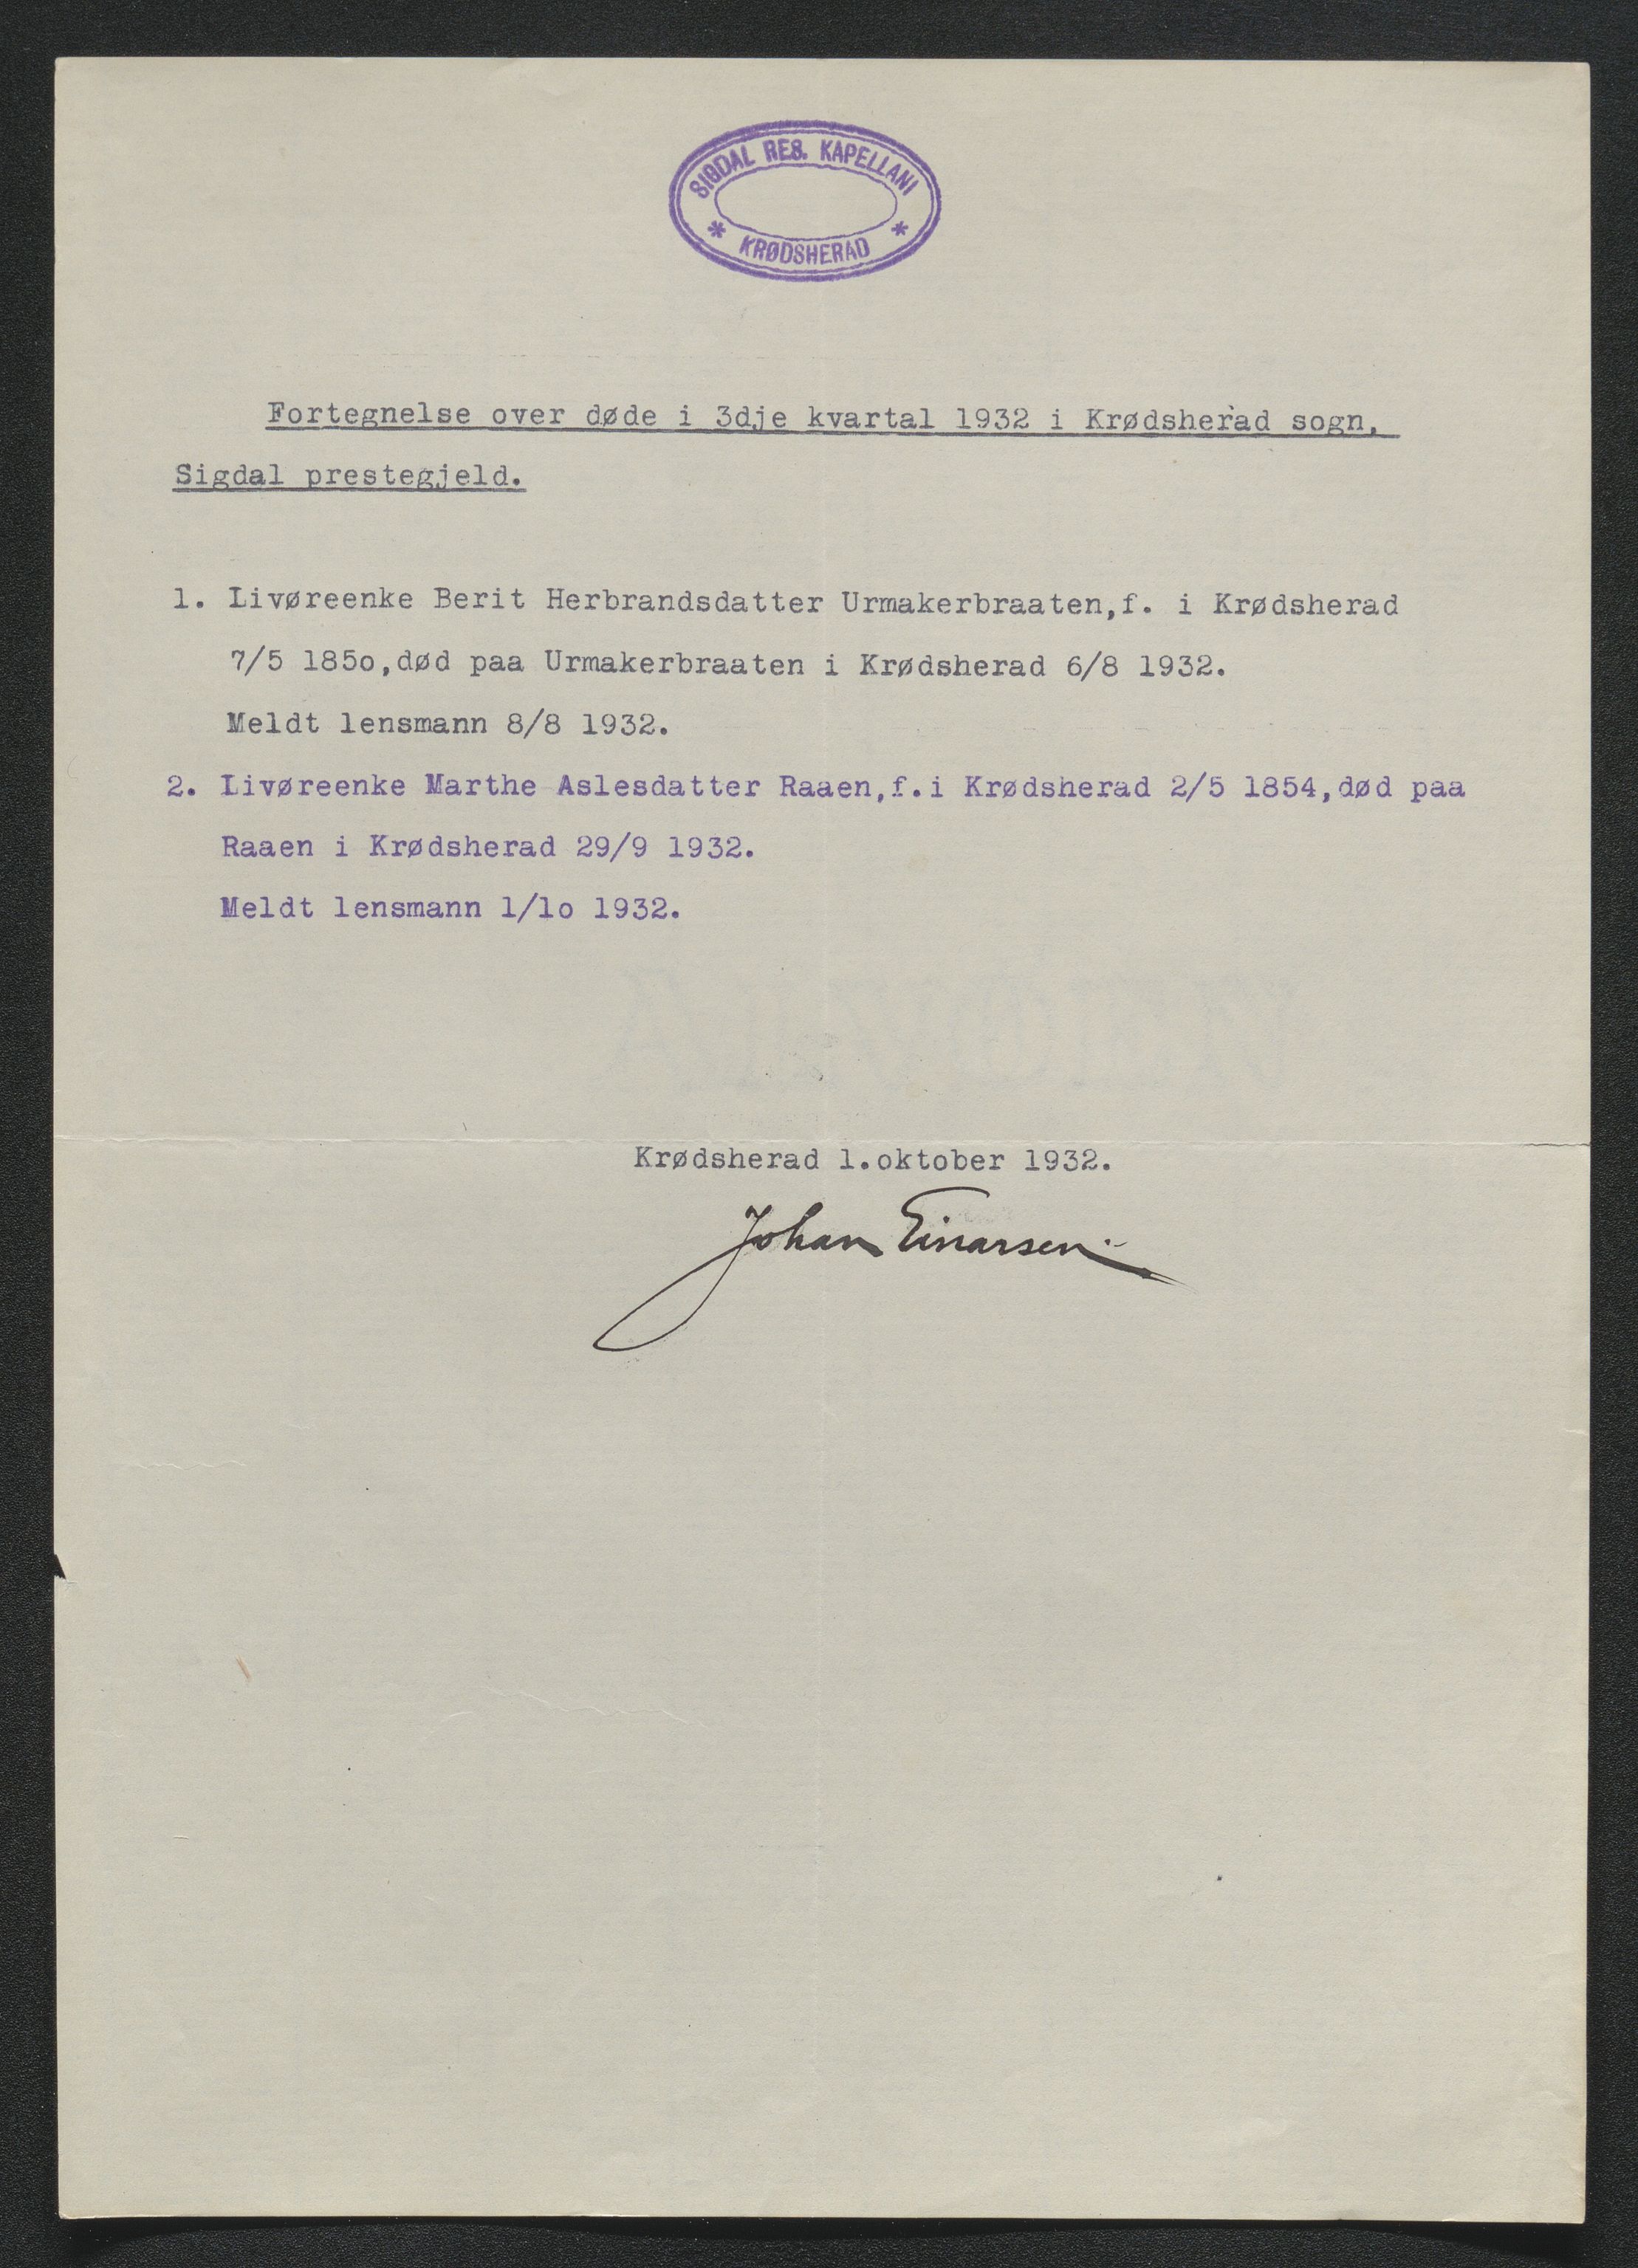 SIGDAL RES. KAPELLANI
* KRØDSHERAD *
Fortegnelse over døde i 3dje kvartal 1932 i Krødsherad sogn,
Sigdal prestegjeld.
1. Livøreenke Berit Herbrandsdatter Urmakerbraaten,f. i Krødsherad
7/5 185o,død paa Urmakerbraaten i Krødsherad 6/8 1932.
Meldt lensmann 8/8 1932.
2. Livøreenke Marthe Aslesdatter Raaen,f.i Krødsherad 2/5 1854,død paa
Raaen i Krødsherad 29/9 1932.
Meldt lensmann 1/1o 1932.
Krødsherad 1.oktober 1932.
Johan Einarsen.